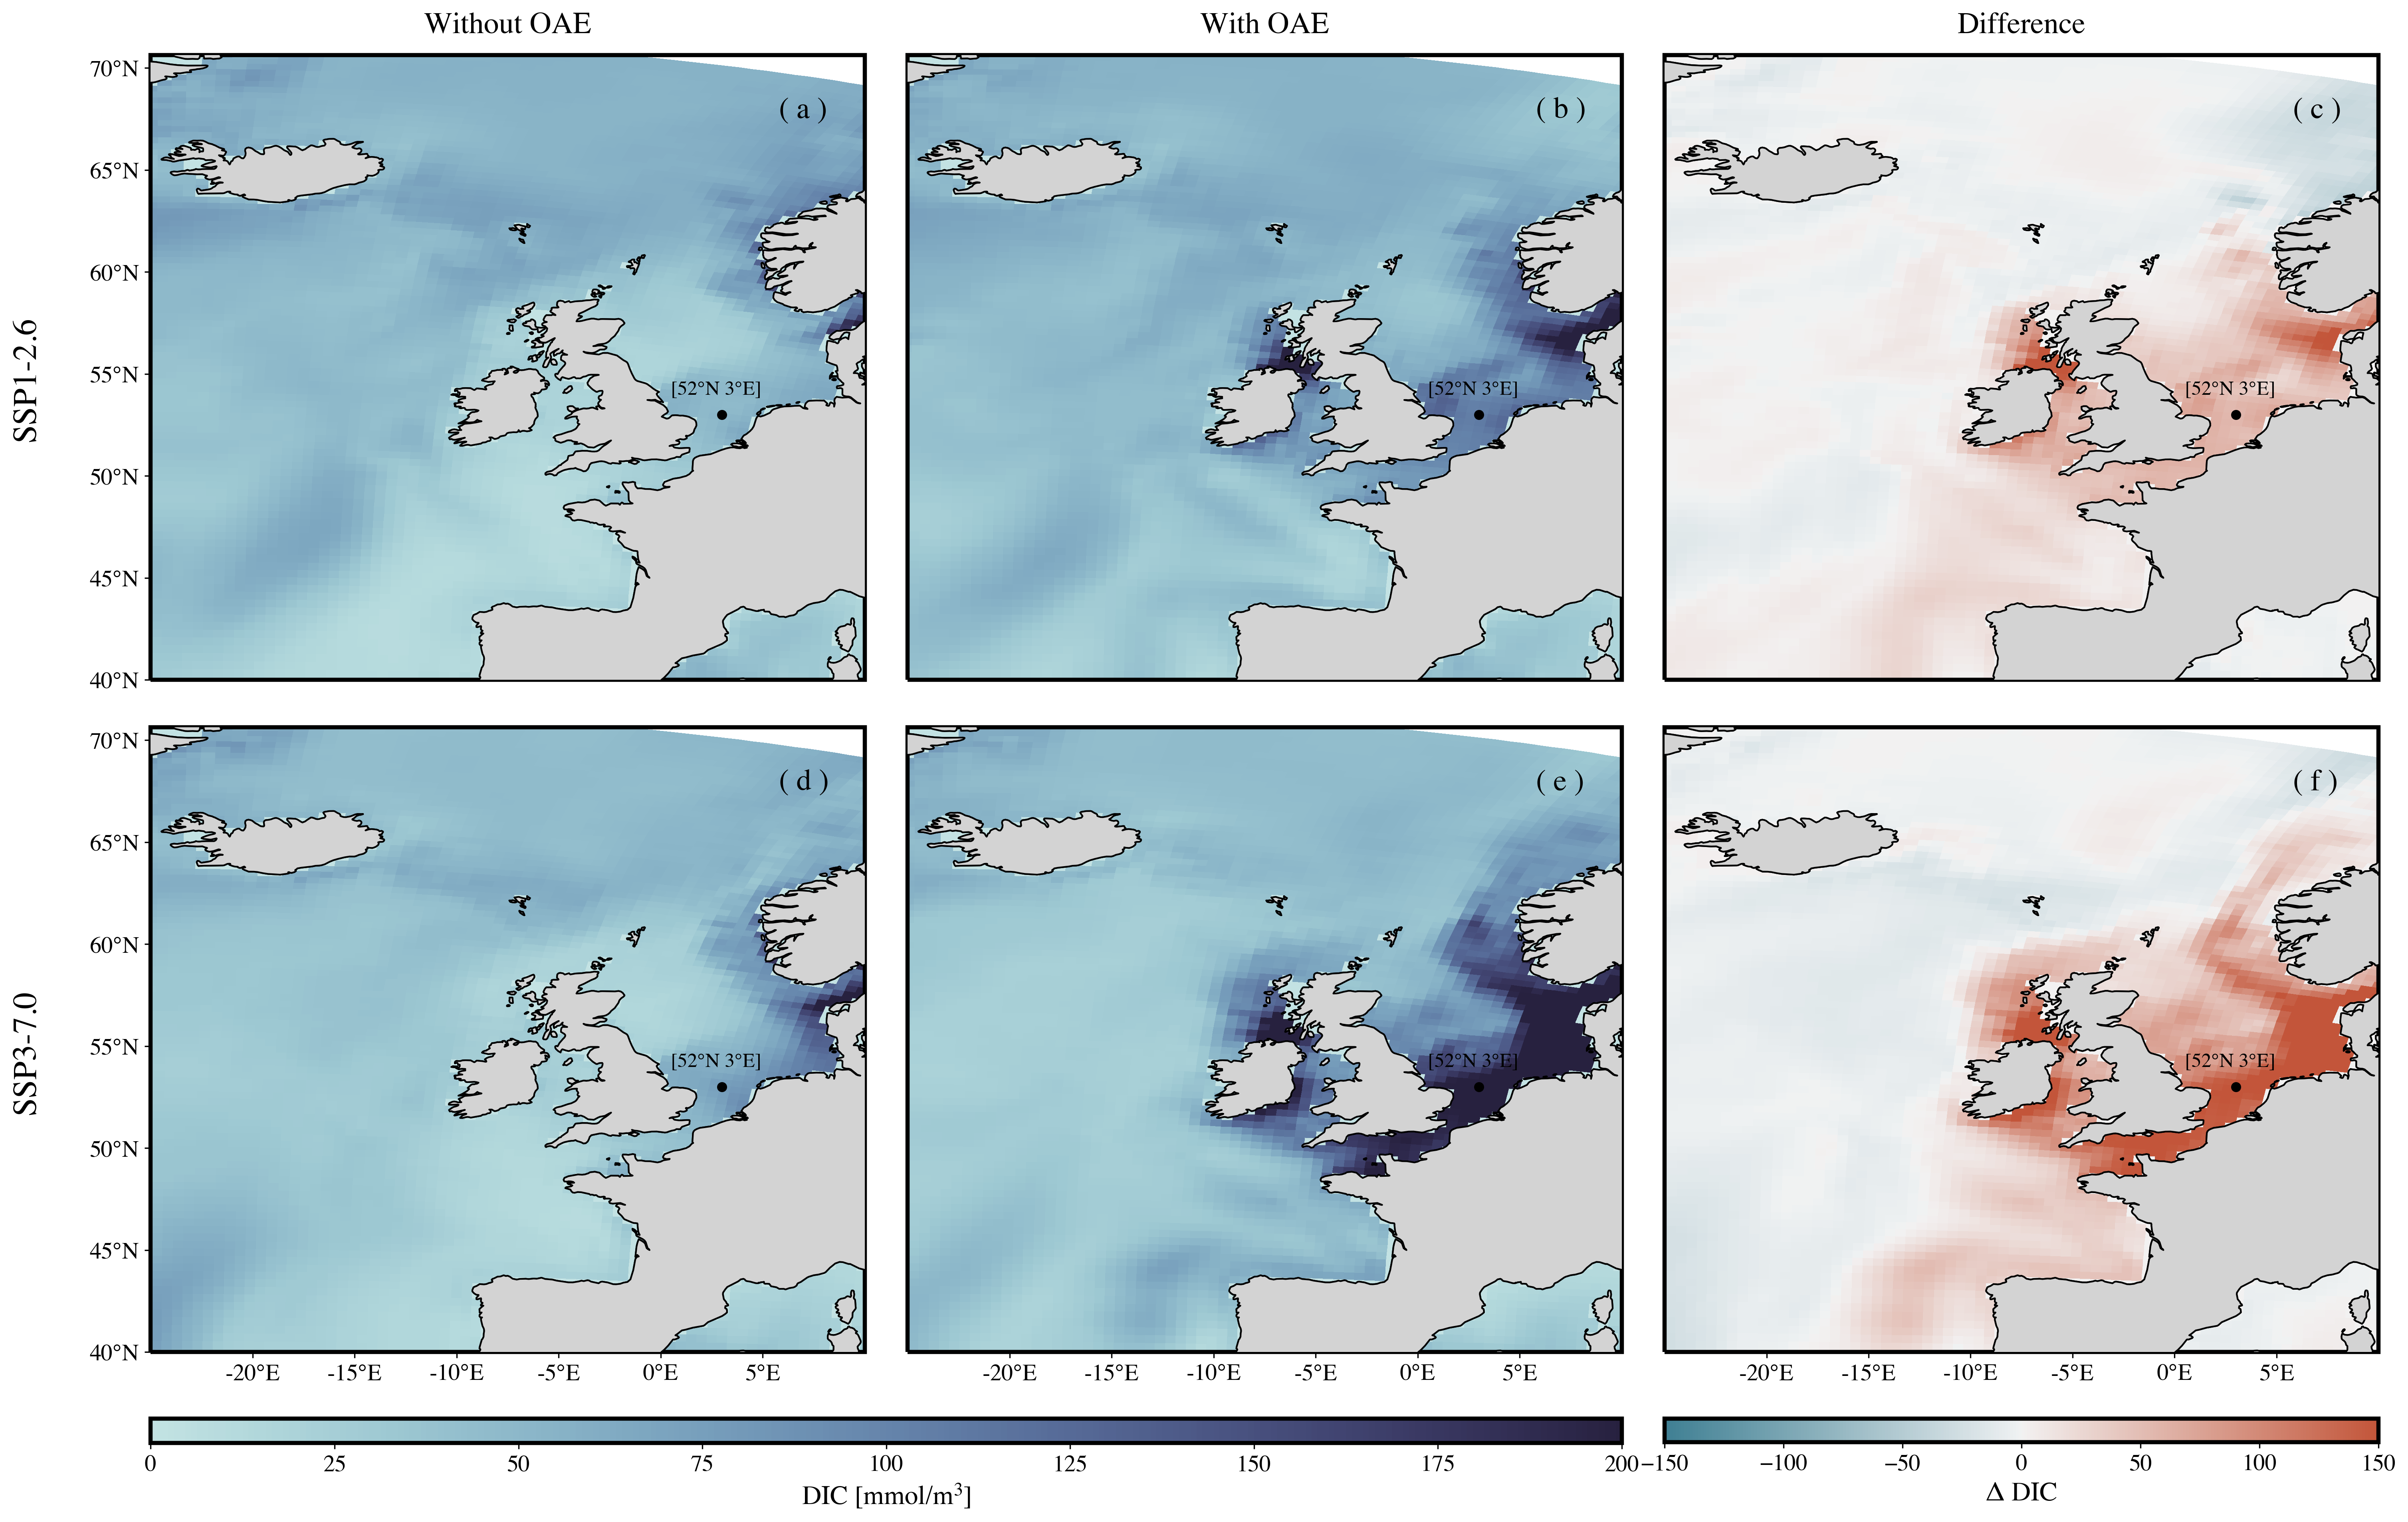 Without OAE
With OAE
Difference
SSP1-2.6
70°N
65°N
60°N
55°N
50°N
45°N
40°N
( a )
[52°N 3°E]
( b )
[52°N 3°E]
( c )
[52°N 3°E]
SSP3-7.0
70°N
65°N
60°N
55°N
50°N
45°N
40°N
( d )
[52°N 3°E]
( e )
[52°N 3°E]
( f )
[52°N 3°E]
-20°E -15°E -10°E -5°E 0°E 5°E
-20°E -15°E -10°E -5°E 0°E 5°E
-20°E -15°E -10°E -5°E 0°E 5°E
0 25 50 75 100 125 150 175 200
DIC [mmol/m³]
−150 −100 −50 0 50 100 150
Δ DIC